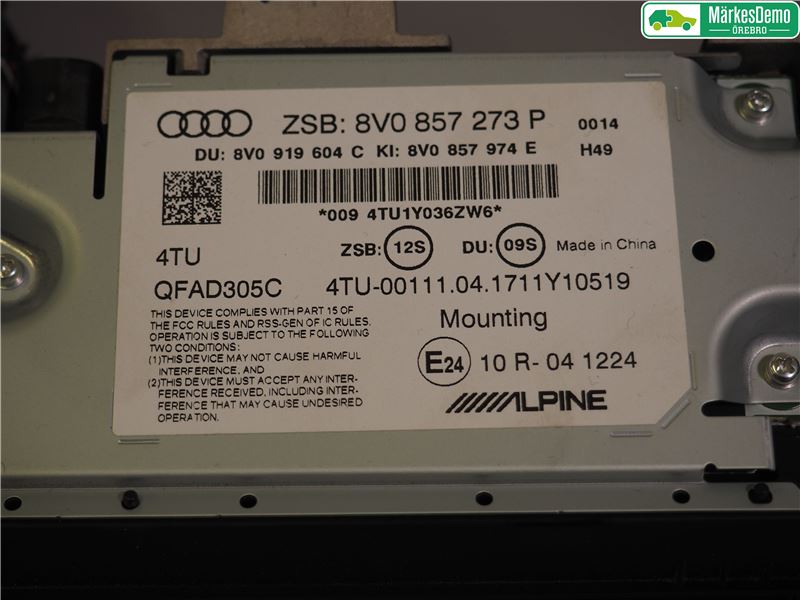 MärkesDemo
ÖREBRO
ZSB: 8V0 857 273 P 0014
DU: 8V0 919 604 C KI: 8V0 857 974 E H49
*009 4TU1Y036ZW6*
4TU ZSB: 12S DU: 09S Made in China
QFAD305C 4TU-00111.04.1711Y10519
THIS DEVICE COMPLIES WITH PART 15 OF
THE FCC RULES AND RSS-GEN OF IC RULES.
OPERATION IS SUBJECT TO THE FOLLOWING
TWO CONDITIONS:
(1)THIS DEVICE MAY NOT CAUSE HARMFUL
INTERFERENCE, AND
(2)THIS DEVICE MUST ACCEPT ANY INTER-
FERENCE RECEIVED, INCLUDING INTER-
FERENCE THAT MAY CAUSE UNDESIRED
OPERATION.
Mounting
E24 10 R- 04 1224
ALPINE